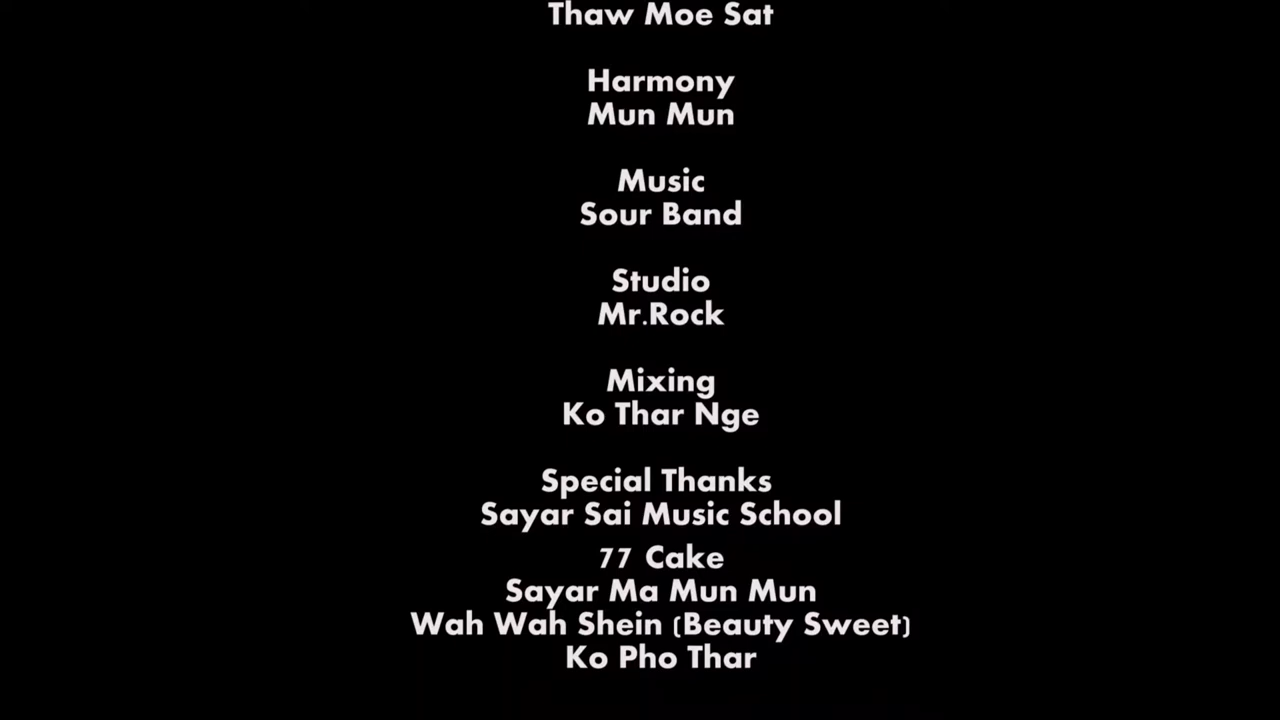 Thaw Moe Sat
Harmony
Mun Mun
Music
Sour Band
Studio
Mr.Rock
Mixing
Ko Thar Nge
Special Thanks
Sayar Sai Music School
77 Cake
Sayar Ma Mun Mun
Wah Wah Shein (Beauty Sweet)
Ko Pho Thar